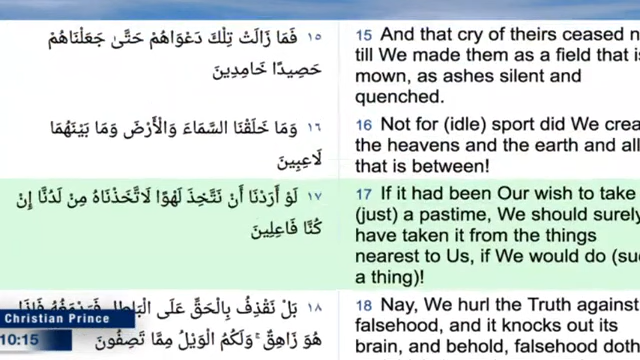 ١٥ فَمَا زَالَتْ تِلْكَ دَعْوَاهُمْ حَتَّىٰ جَعَلْنَاهُمْ
حَصِيدًا خَامِدِينَ
15 And that cry of theirs ceased n
till We made them as a field that is
mown, as ashes silent and
quenched.
١٦ وَمَا خَلَقْنَا السَّمَاءَ وَالْأَرْضَ وَمَا بَيْنَهُمَا
لَاعِبِينَ
16 Not for (idle) sport did We crea
the heavens and the earth and all
that is between!
١٧ لَوْ أَرَدْنَا أَنْ نَتَّخِذَ لَهْوًا لَاتَّخَذْنَاهُ مِنْ لَدُنَّا إِنْ
كُنَّا فَاعِلِينَ
17 If it had been Our wish to take
(just) a pastime, We should surely
have taken it from the things
nearest to Us, if We would do (su
a thing)!
١٨ بَلْ نَقْذِفُ بِالْحَقِّ عَلَى الْبَاطِلِ فَيَدْمَغُهُ فَإِذَا
هُوَ زَاهِقٌ ۚ وَلَكُمُ الْوَيْلُ مِمَّا تَصِفُونَ
18 Nay, We hurl the Truth against
falsehood, and it knocks out its
brain, and behold, falsehood doth
Christian Prince
10:15